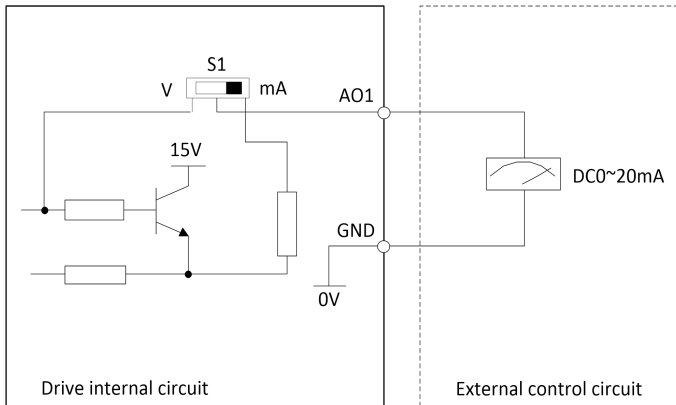 S1
V
mA
AO1
15V
DC0~20mA
GND
0V
Drive internal circuit
External control circuit